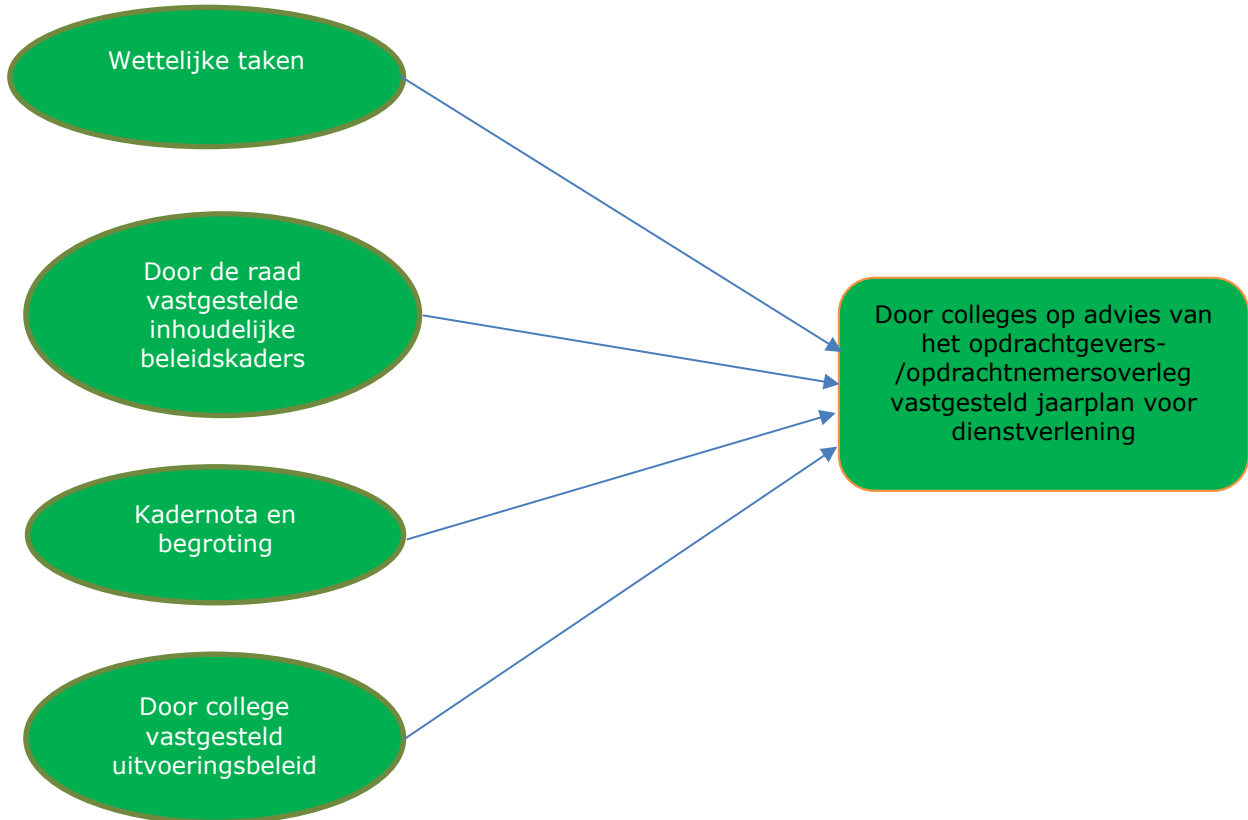 Wettelijke taken
Door de raad
vastgestelde
inhoudelijke
beleidskaders
Kadernota en
begroting
Door college
vastgesteld
uitvoeringsbeleid
Door colleges op advies van
het opdrachtgevers-
/opdrachtnemersoverleg
vastgesteld jaarplan voor
dienstverlening